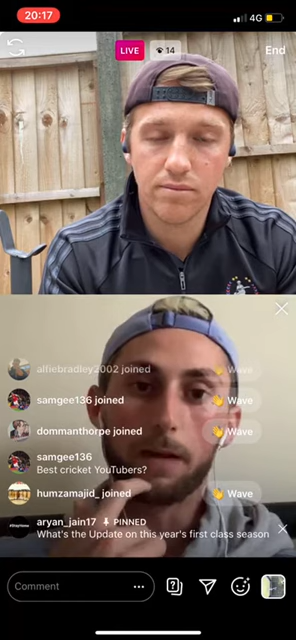 20:17
4G
LIVE
14
End
alfiebradley2002 joined
Wave
samgee136 joined
Wave
dommanthorpe joined
Wave
samgee136
Best cricket YouTubers?
humzamajid_ joined
Wave
aryan_jain17 PINNED
What's the Update on this year's first class season
Comment